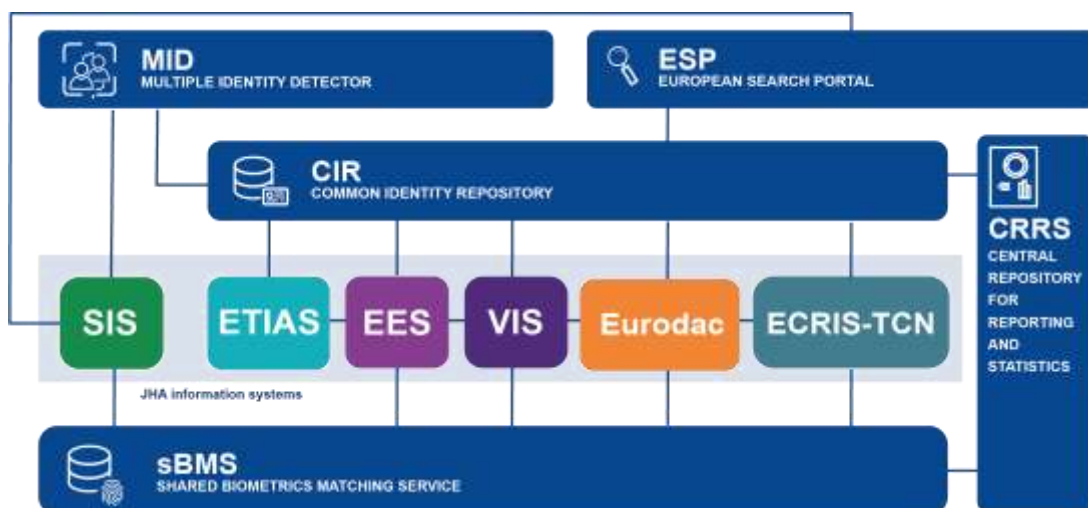 MID
MULTIPLE IDENTITY DETECTOR
ESP
EUROPEAN SEARCH PORTAL
CIR
COMMON IDENTITY REPOSITORY
CRRS
CENTRAL
REPOSITORY
FOR
REPORTING
AND
STATISTICS
SIS
ETIAS
EES
VIS
Eurodac
ECRIS-TCN
JHA information systems
sBMS
SHARED BIOMETRICS MATCHING SERVICE